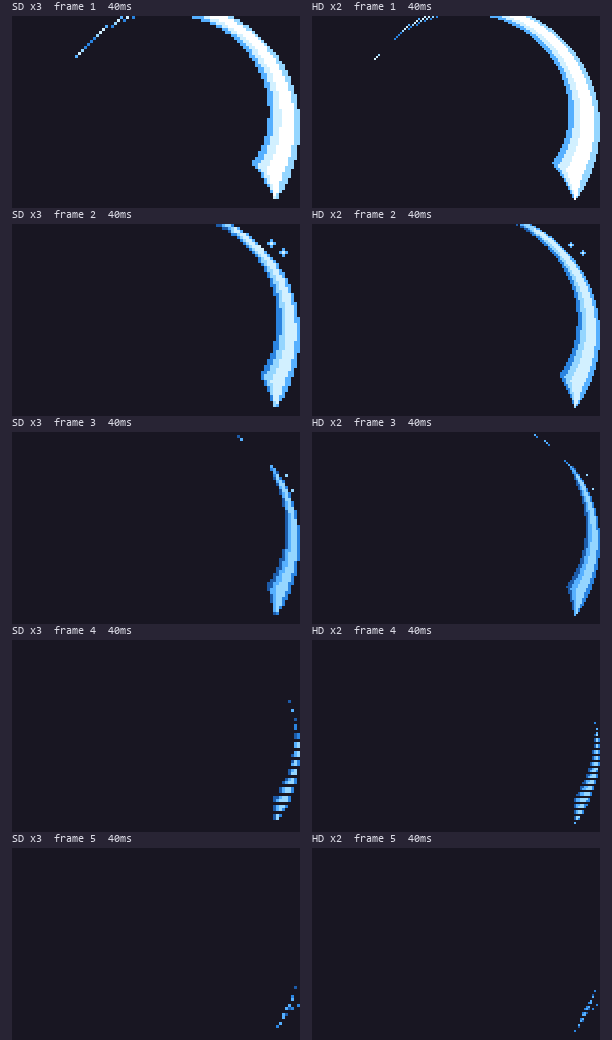 SD x3 frame 1 40ms
HD x2 frame 1 40ms
SD x3 frame 2 40ms
HD x2 frame 2 40ms
SD x3 frame 3 40ms
HD x2 frame 3 40ms
SD x3 frame 4 40ms
HD x2 frame 4 40ms
SD x3 frame 5 40ms
HD x2 frame 5 40ms